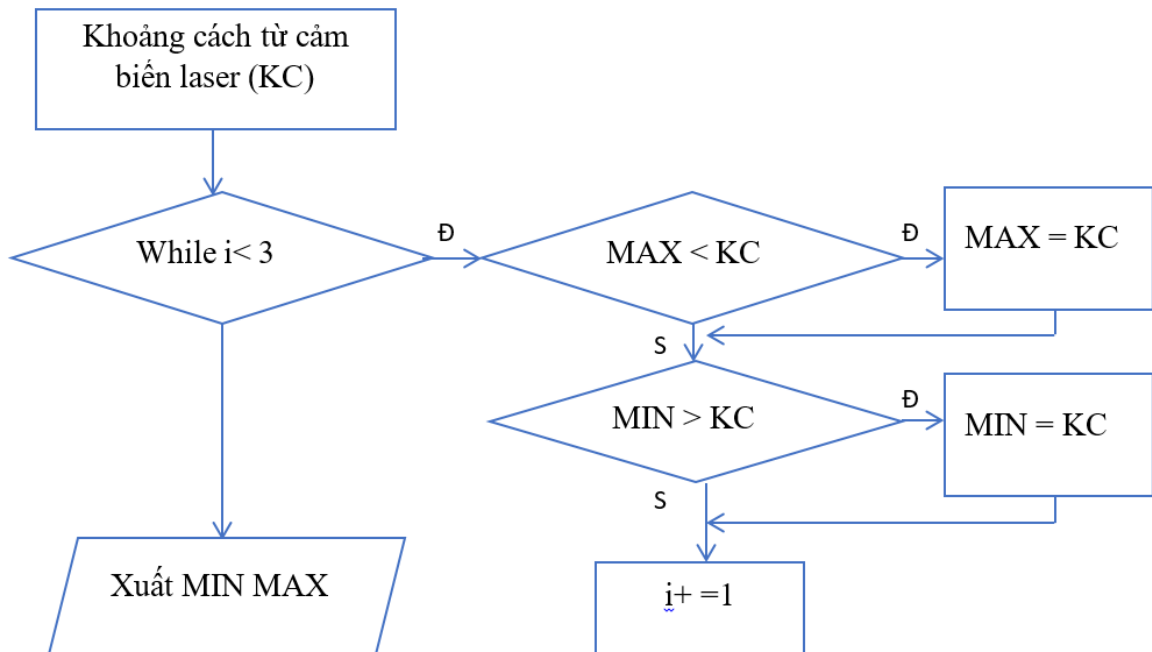 Khoảng cách từ cảm
biến laser (KC)
While i< 3
Đ
MAX < KC
Đ
MAX = KC
S
MIN > KC
Đ
MIN = KC
S
Xuất MIN MAX
i+ =1